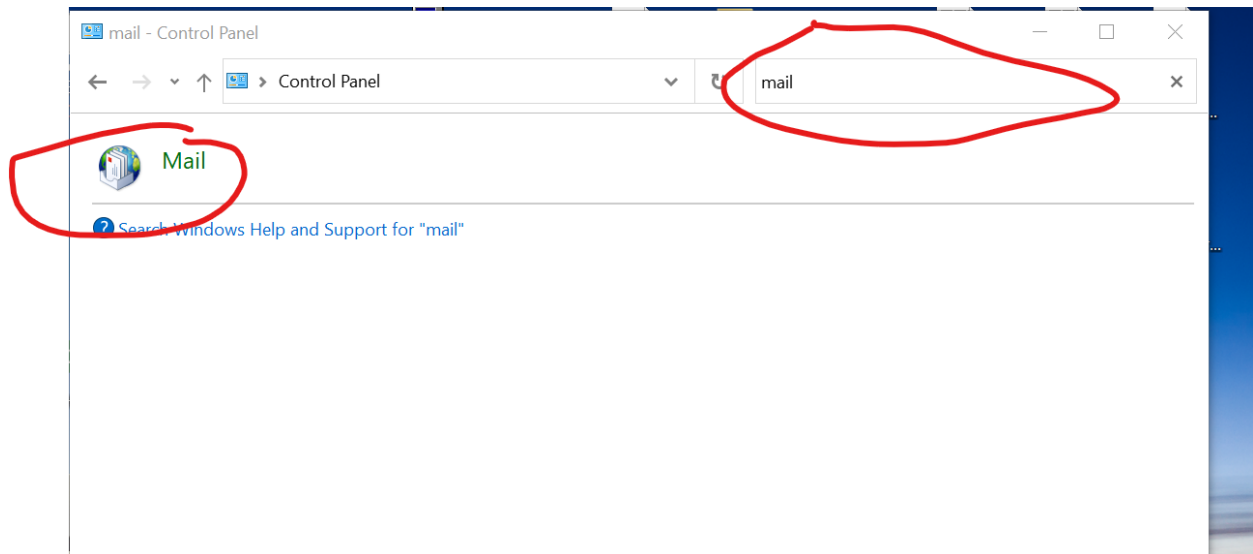 mail - Control Panel
Control Panel
mail
Mail
Search Windows Help and Support for "mail"